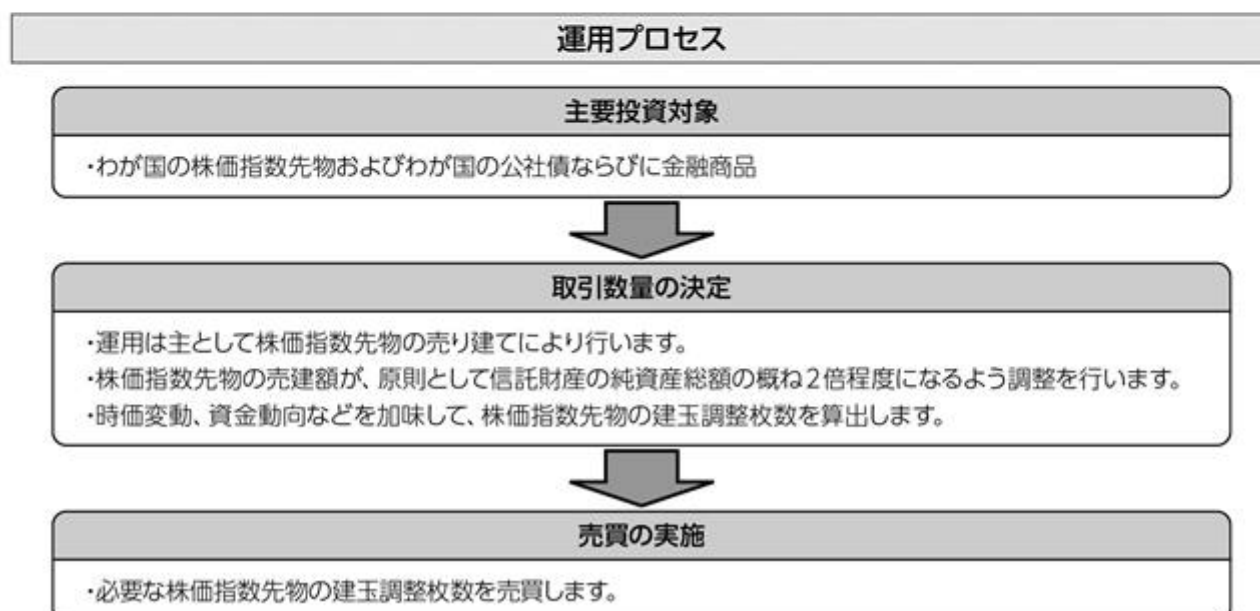 運用プロセス
主要投資対象
・わが国の株価指数先物およびわが国の公社債ならびに金融商品
取引数量の決定
・運用は主として株価指数先物の売り建てにより行います。
・株価指数先物の売建額が、原則として信託財産の純資産総額の概ね2倍程度になるよう調整を行います。
・時価変動、資金動向などを加味して、株価指数先物の建玉調整枚数を算出します。
売買の実施
・必要な株価指数先物の建玉調整枚数を売買します。